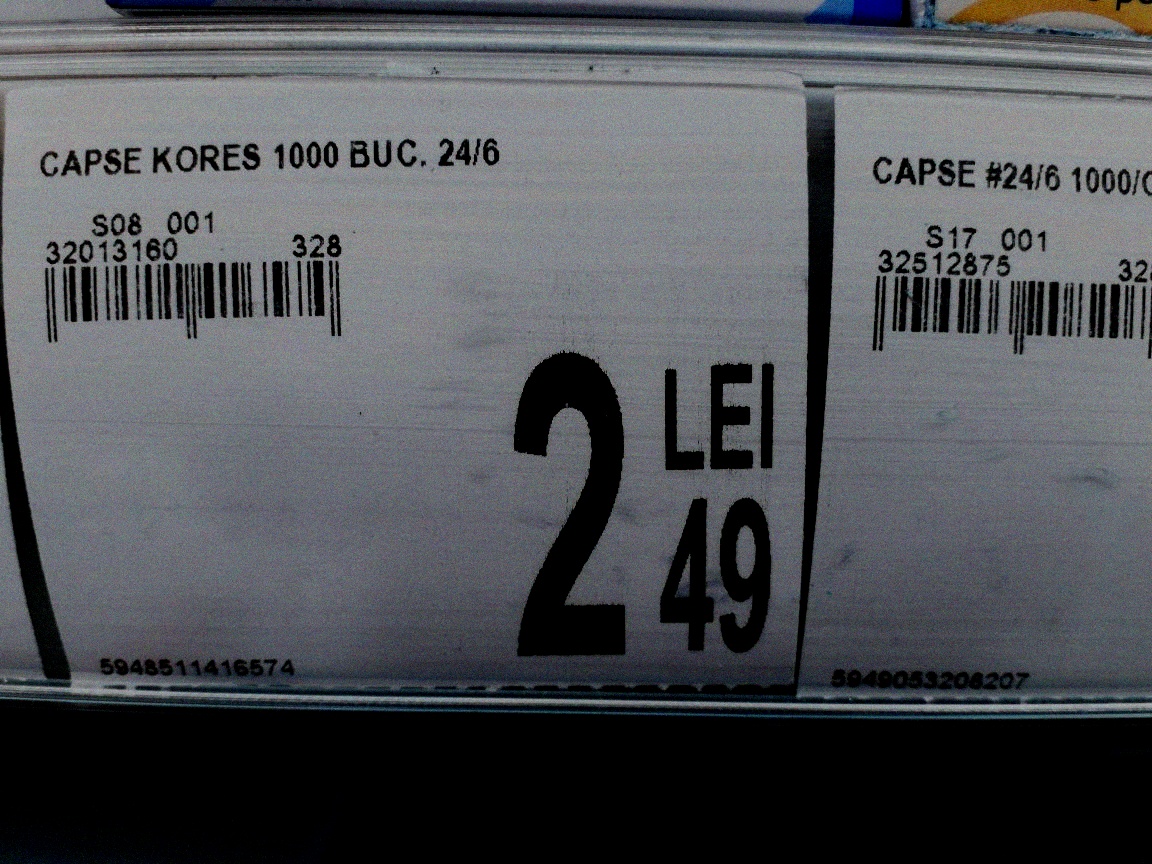 CAPSE KORES 1000 BUC. 24/6
S08 001
32013160 328
2 LEI
49
5948511416574
CAPSE #24/6 1000/
S17 001
32512875 32
5949053208207